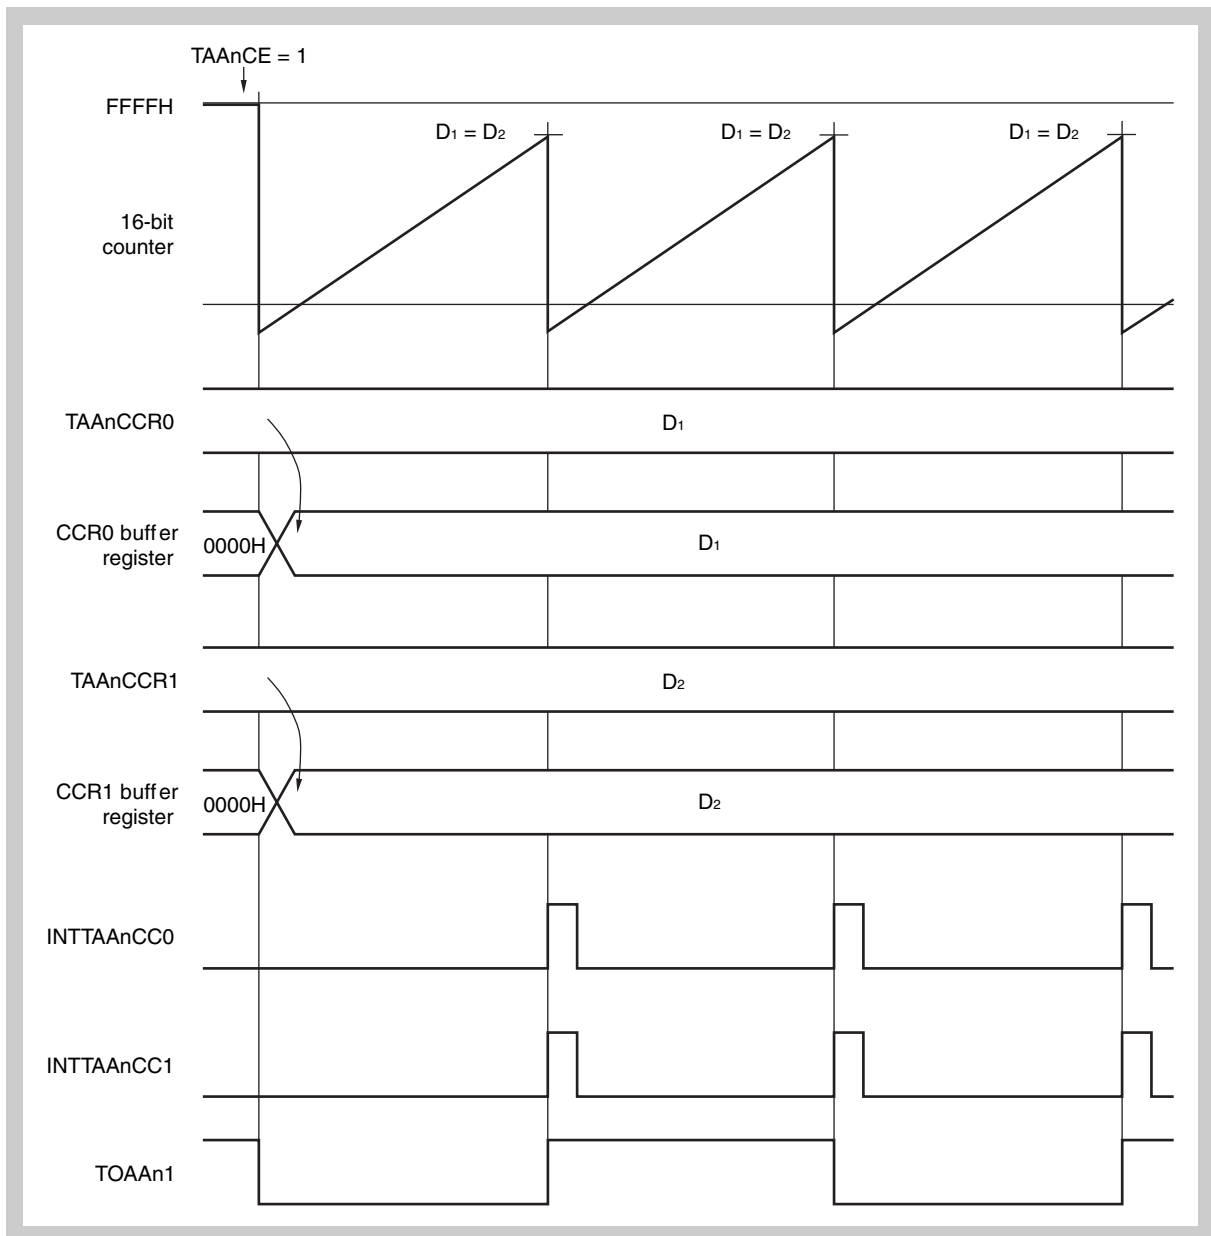 TAAnCE = 1
FFFFH
D1 = D2
D1 = D2
D1 = D2
16-bit
counter
TAAnCCR0
D1
CCR0 buffer
register
0000H
D1
TAAnCCR1
D2
CCR1 buffer
register
0000H
D2
INTTAAnCC0
INTTAAnCC1
TOAAn1